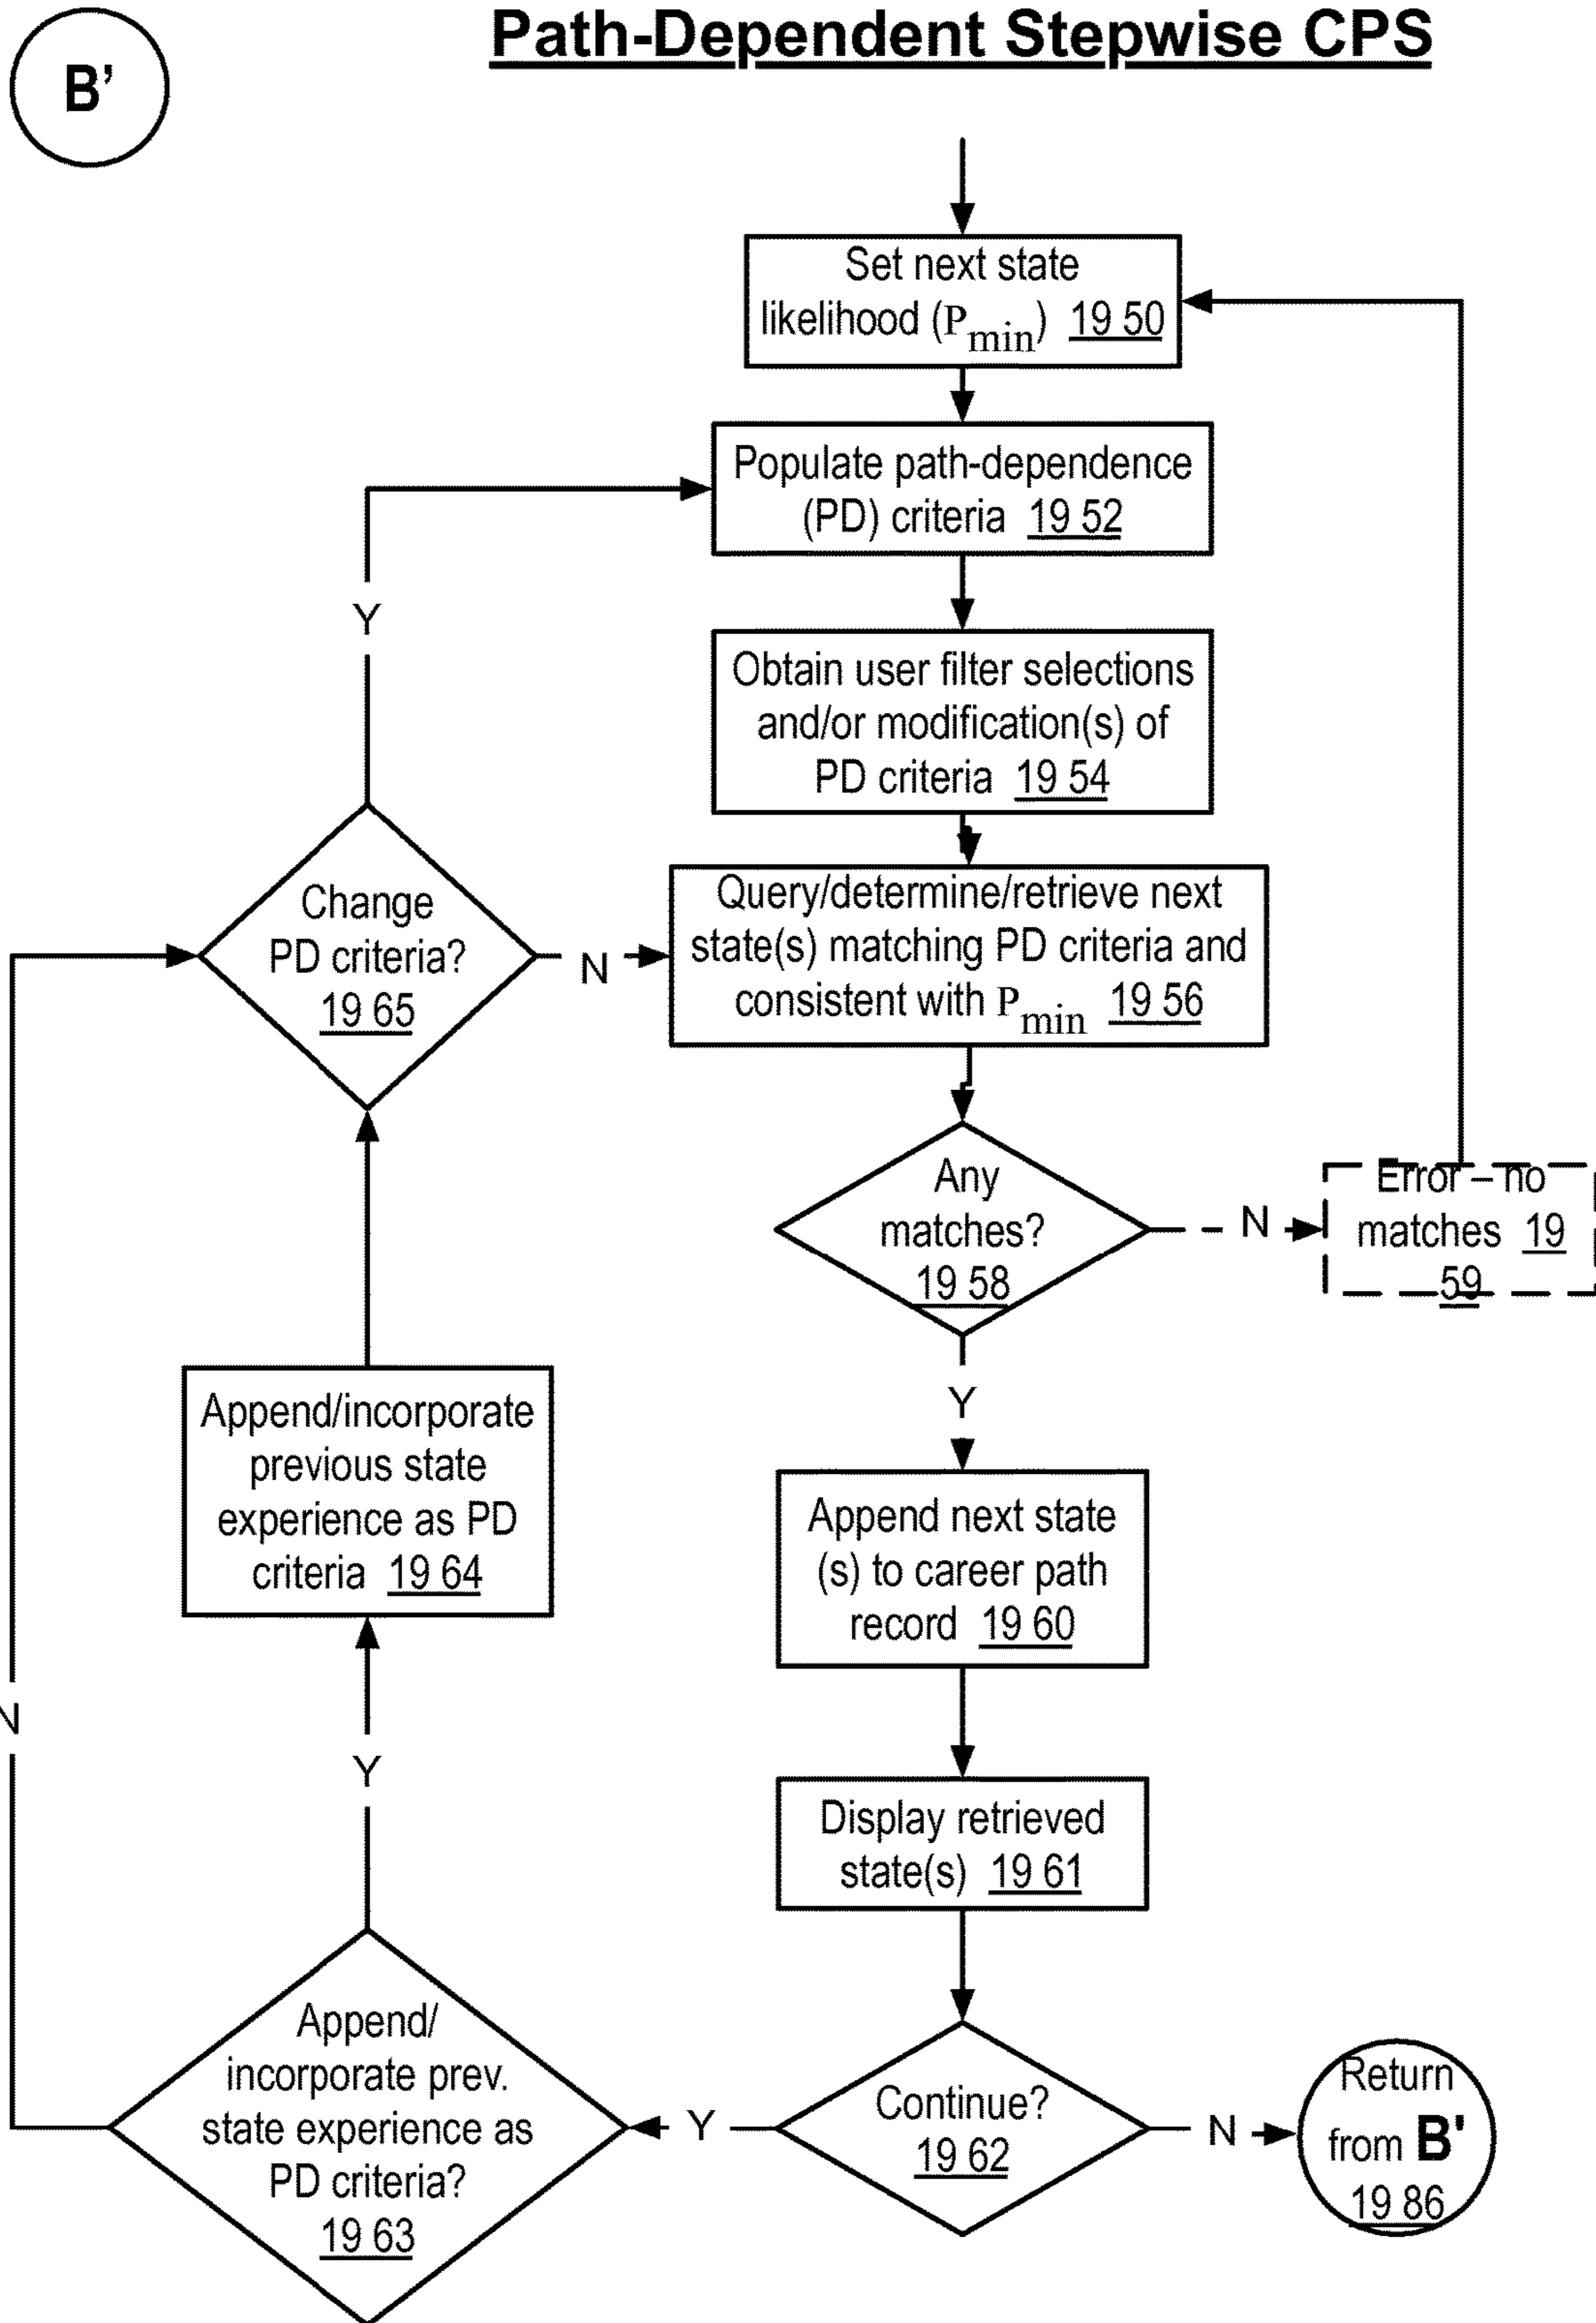 Path-Dependent Stepwise CPS
B’
Set next state
likelihood (Pmin) 19 50
Populate path-dependence
(PD) criteria 19 52
Y
Obtain user filter selections
and/or modification(s) of
PD criteria 19 54
Change
PD criteria?
19 65
N
Query/determine/retrieve next
state(s) matching PD criteria and
consistent with Pmin 19 56
Any
matches?
19 58
N
Error – no
matches 19
59
Y
Append/incorporate
previous state
experience as PD
criteria 19 64
Append next state
(s) to career path
record 19 60
N
Y
Display retrieved
state(s) 19 61
Append/
incorporate prev.
state experience as
PD criteria?
19 63
Y
Continue?
19 62
N
Return
from B'
19 86